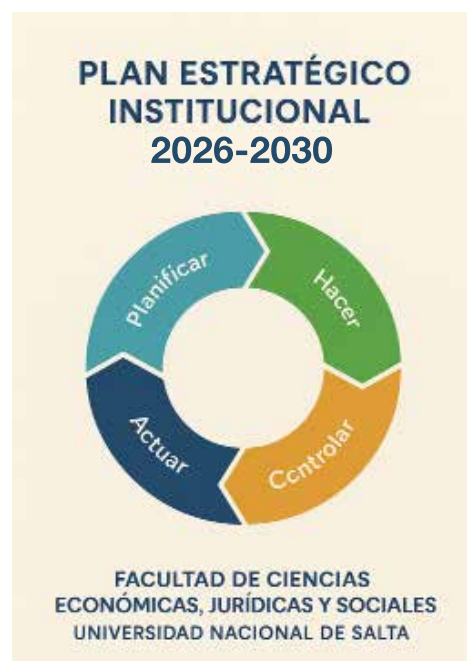 PLAN ESTRATÉGICO
INSTITUCIONAL
2026-2030
Planificar
Hacer
Ccntrolar
Actuar
FACULTAD DE CIENCIAS
ECONÓMICAS, JURÍDICAS Y SOCIALES
UNIVERSIDAD NACIONAL DE SALTA